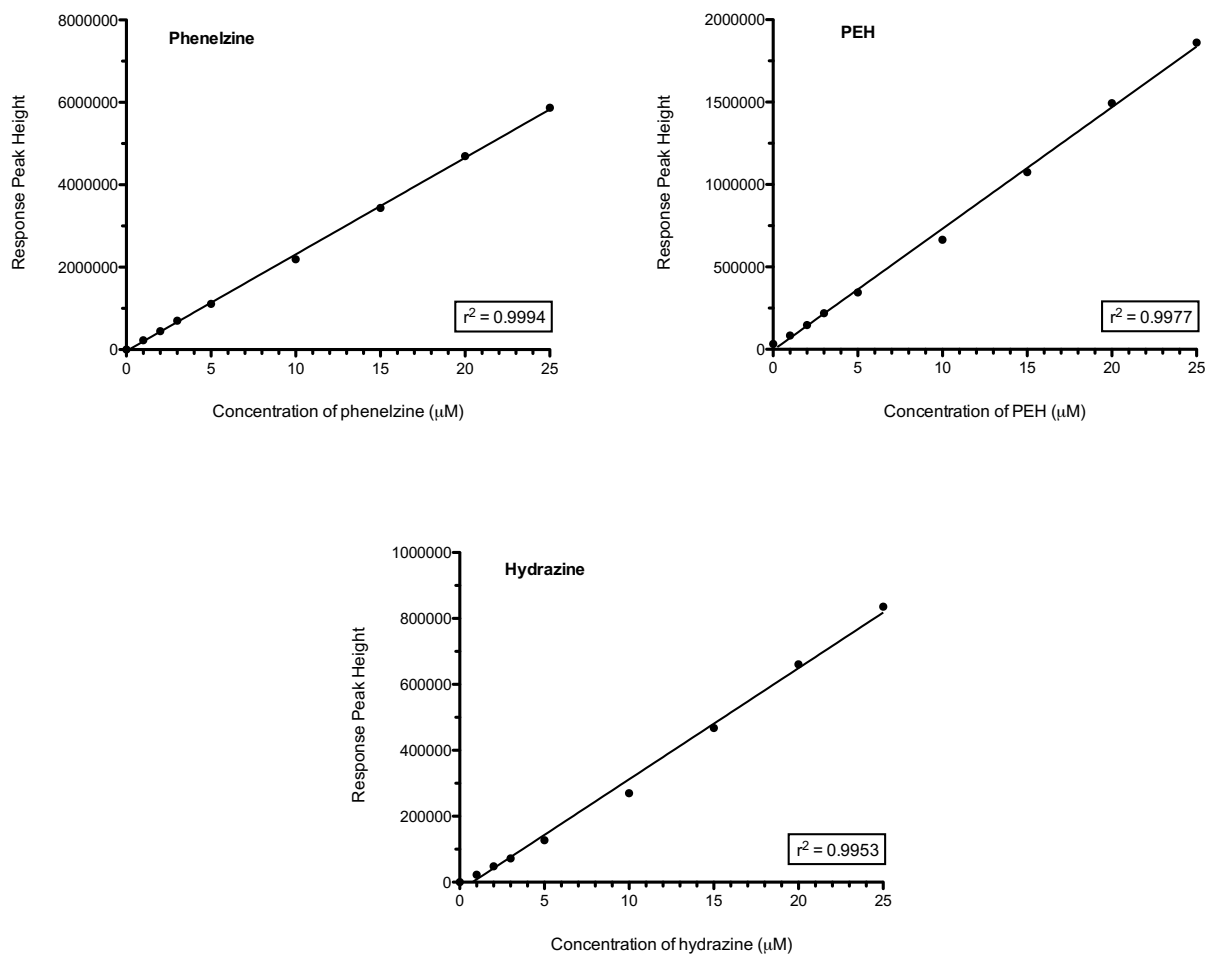 Phenelzine
8000000
6000000
4000000
2000000
0
Response Peak Height
r² = 0.9994
0 5 10 15 20 25
Concentration of phenelzine (μM)
PEH
2000000
1500000
1000000
500000
0
Response Peak Height
r² = 0.9977
0 5 10 15 20 25
Concentration of PEH (μM)
Hydrazine
1000000
800000
600000
400000
200000
0
Response Peak Height
r² = 0.9953
0 5 10 15 20 25
Concentration of hydrazine (μM)